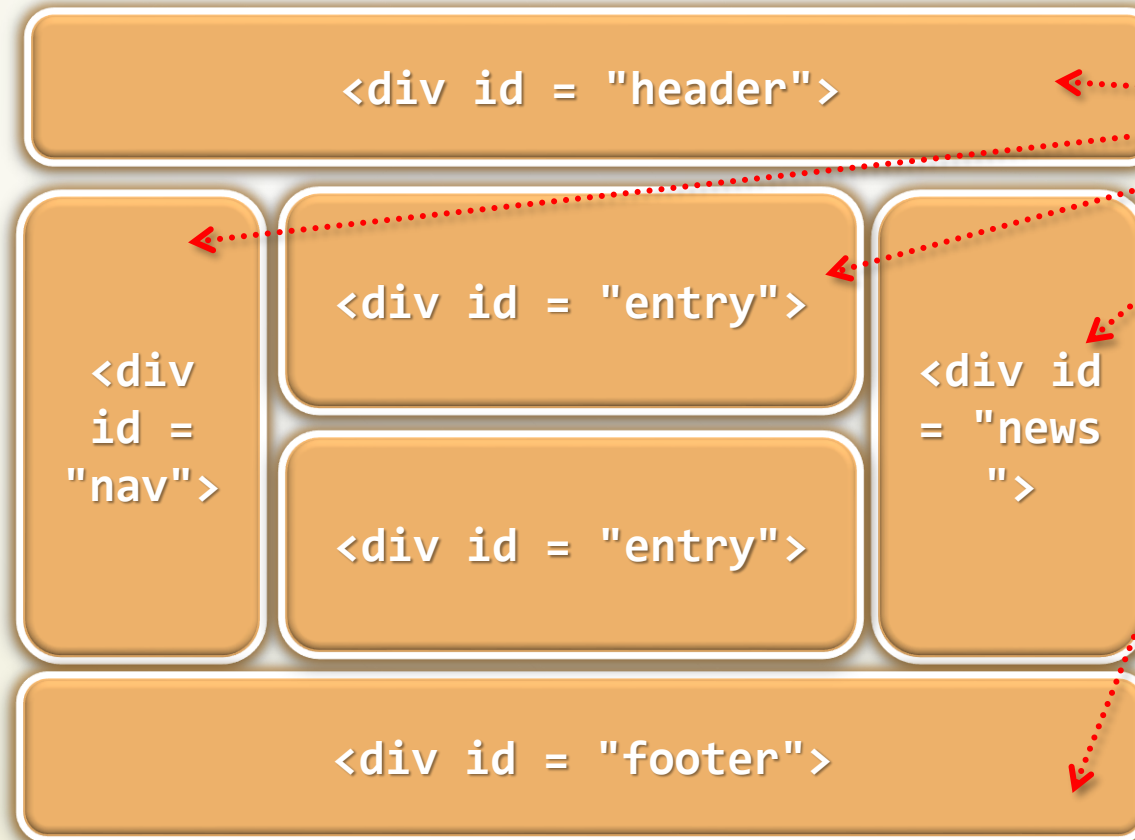 <div id = "header">
<div
id =
"nav">
<div id = "entry">
<div id = "entry">
<div id
= "news
">
<div id = "footer">